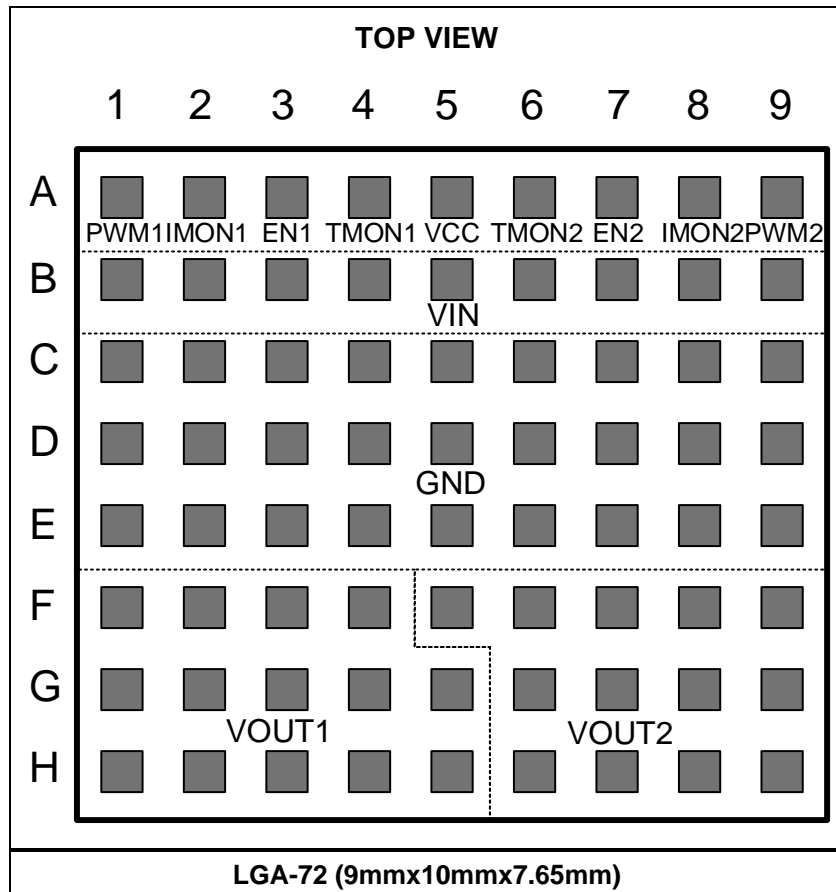 TOP VIEW
1 2 3 4 5 6 7 8 9
A
PWM1 IMON1 EN1 TMON1 VCC TMON2 EN2 IMON2 PWM2
B
VIN
C
D
GND
E
F
G
VOUT1 VOUT2
H
LGA-72 (9mmx10mmx7.65mm)